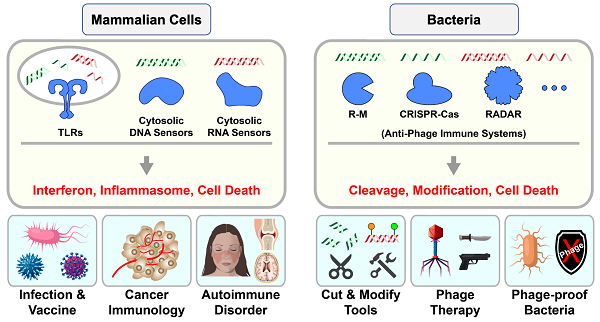 Mammalian Cells
TLRs
Cytosolic
DNA Sensors
Cytosolic
RNA Sensors
Interferon, Inflammasome, Cell Death
Infection &
Vaccine
Cancer
Immunology
Autoimmune
Disorder
Bacteria
R-M
CRISPR-Cas
RADAR
(Anti-Phage Immune Systems)
Cleavage, Modification, Cell Death
Cut & Modify
Tools
Phage
Therapy
Phage
Phage-proof
Bacteria